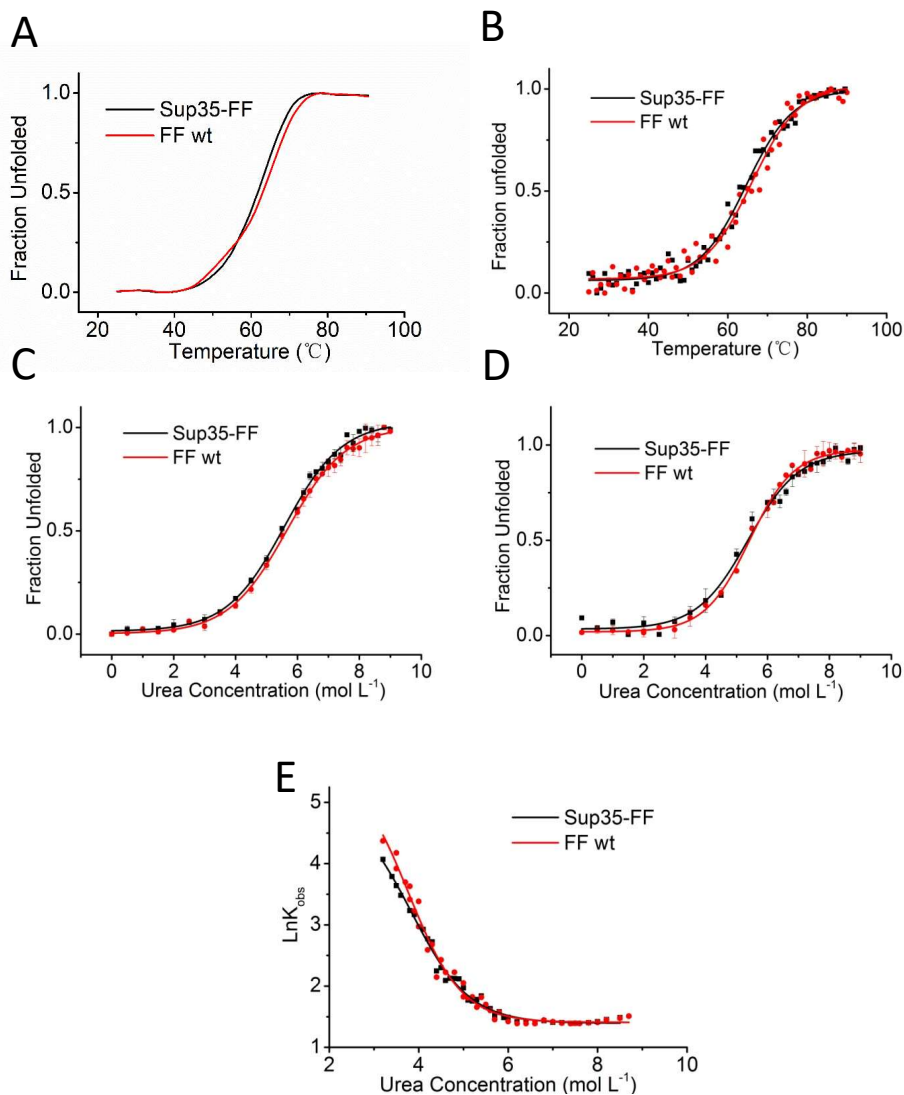 A
Fraction Unfolded
1.0
0.5
0.0
Sup35-FF
FF wt
20 40 60 80 100
Temperature (℃)
B
Fraction unfolded
1.0
0.5
0.0
Sup35-FF
FF wt
20 40 60 80 100
Temperature (℃)
C
Fraction Unfolded
1.0
0.5
0.0
Sup35-FF
FF wt
0 2 4 6 8 10
Urea Concentration (mol L-1)
D
Fraction Unfolded
1.0
0.5
0.0
Sup35-FF
FF wt
0 2 4 6 8 10
Urea Concentration (mol L-1)
E
LnKobs
5
4
3
2
1
Sup35-FF
FF wt
2 4 6 8 10
Urea Concentration (mol L-1)